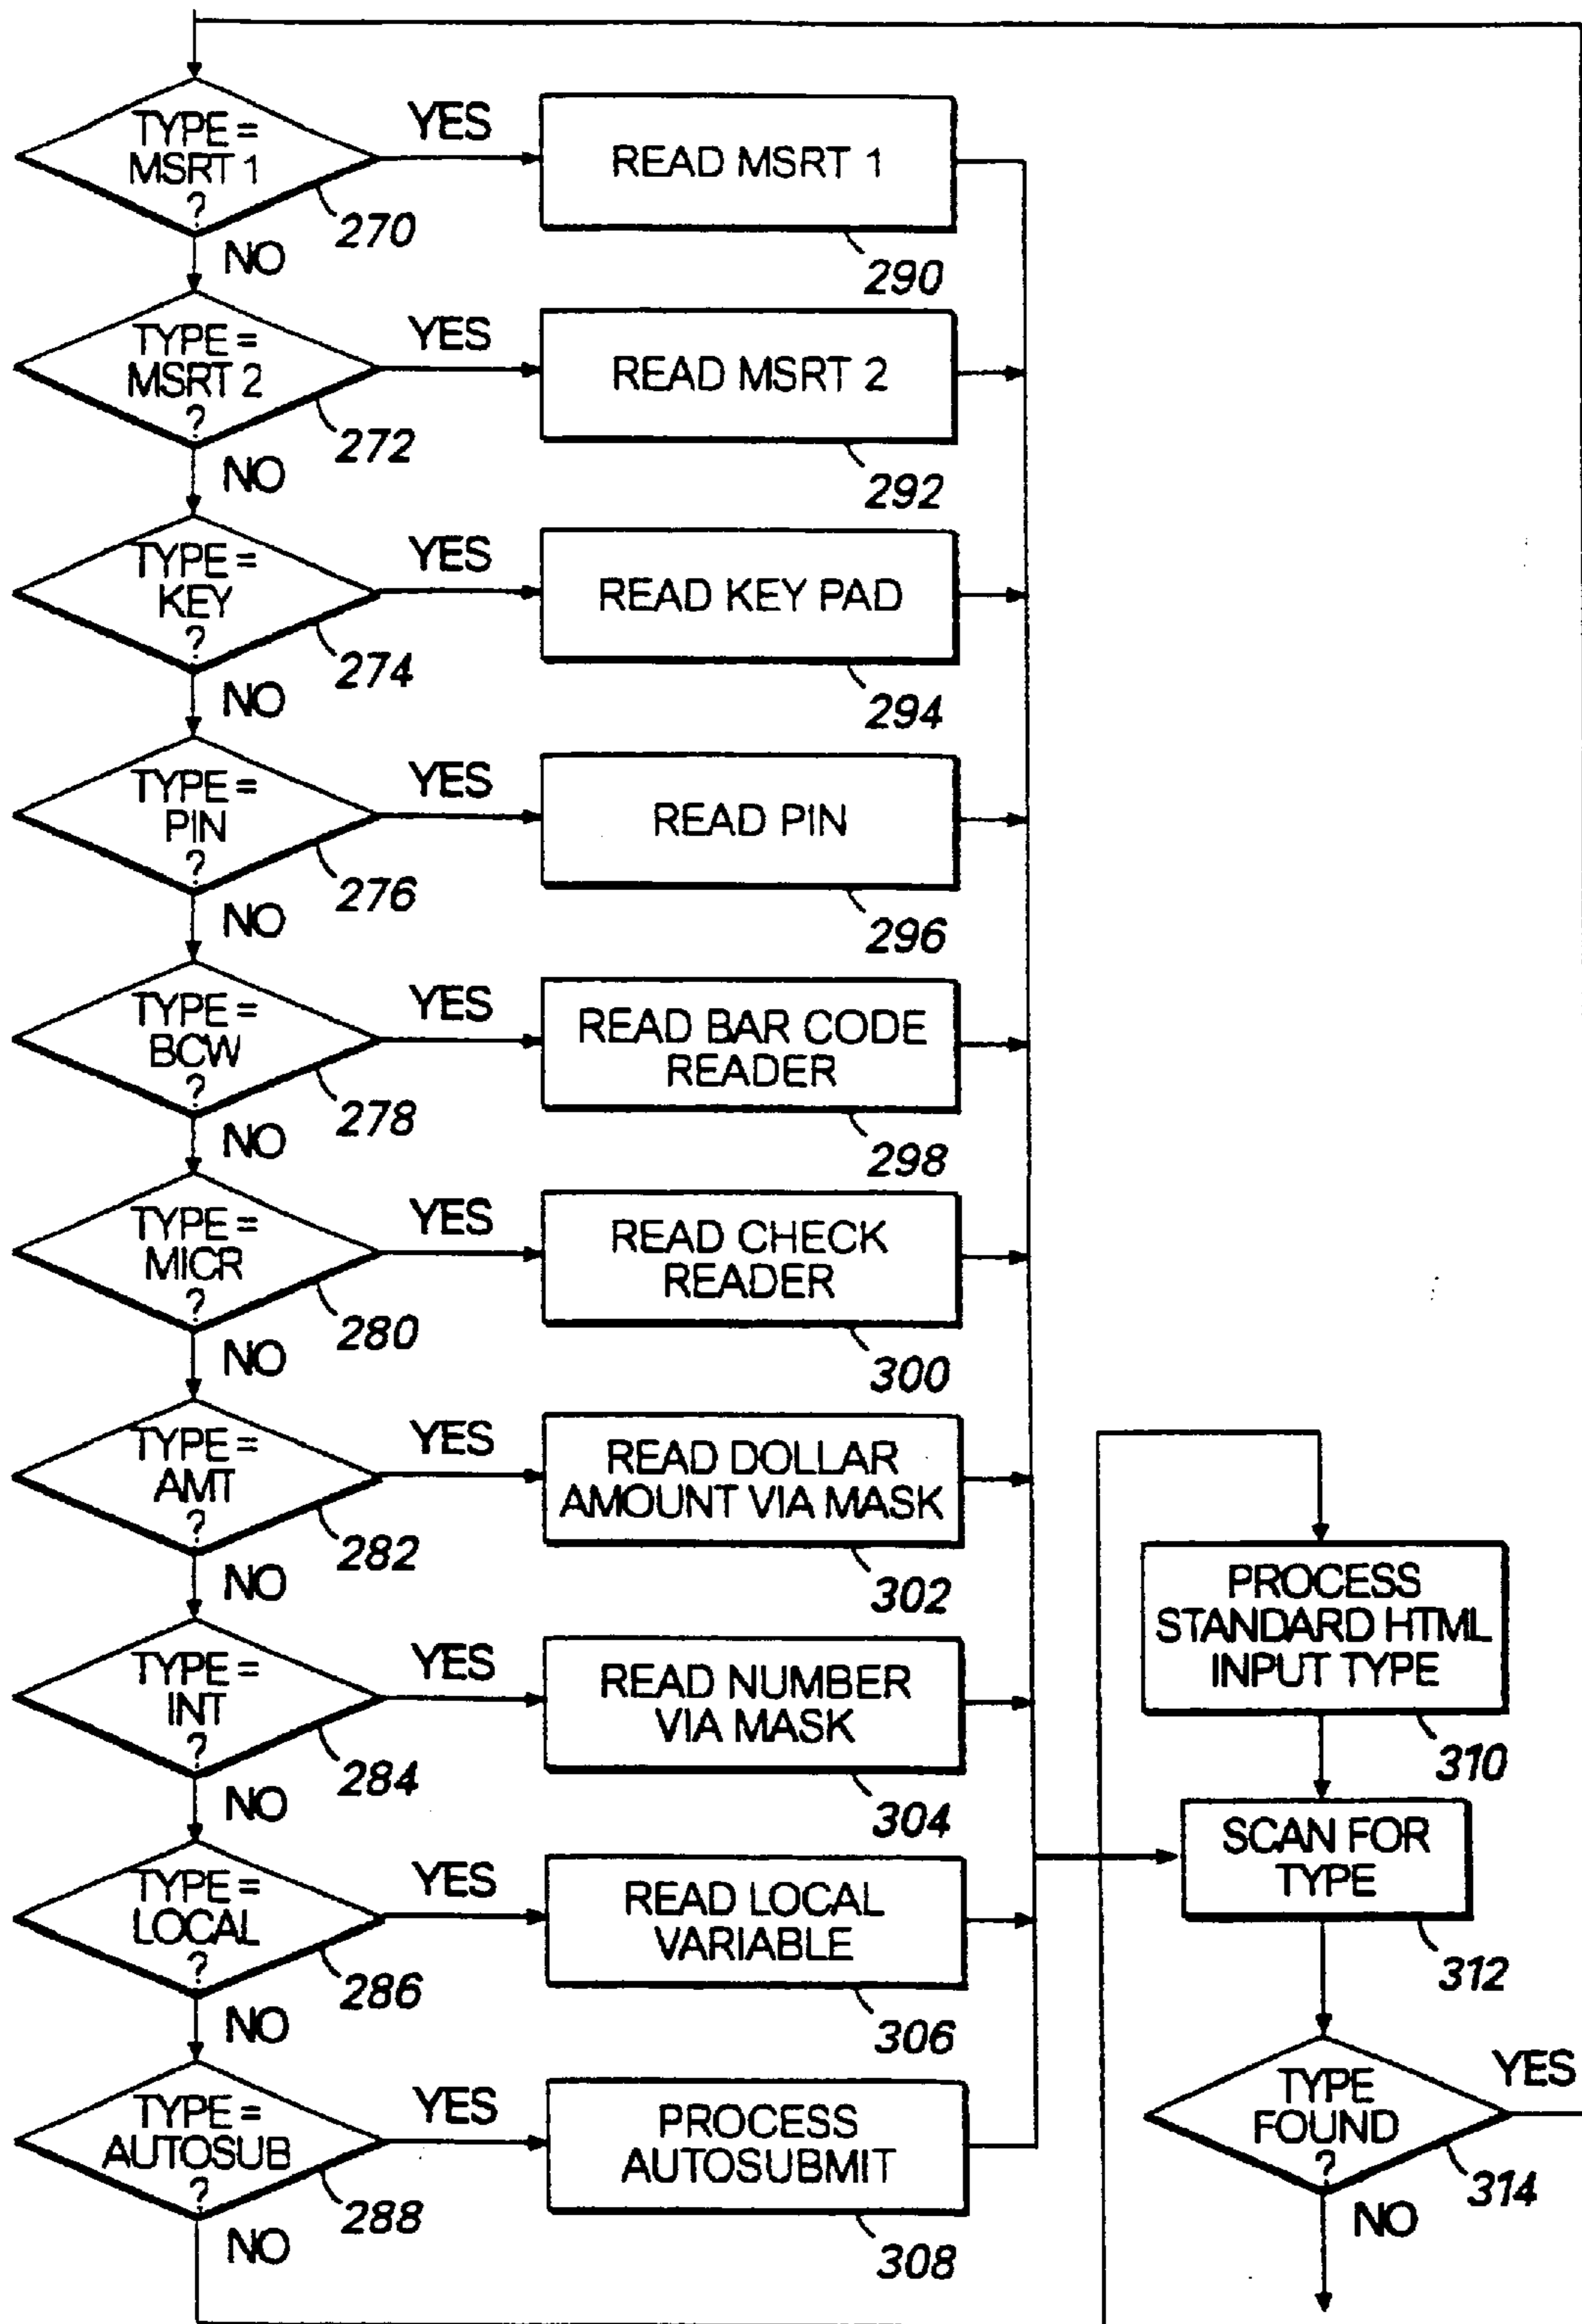 TYPE =
MSRT 1
?
YES
READ MSRT 1
270
NO
290
TYPE =
MSRT 2
?
YES
READ MSRT 2
272
NO
292
TYPE =
KEY
?
YES
READ KEY PAD
274
NO
294
TYPE =
PIN
?
YES
READ PIN
276
NO
296
TYPE =
BCW
?
YES
READ BAR CODE
READER
278
NO
298
TYPE =
MICR
?
YES
READ CHECK
READER
280
NO
300
TYPE =
AMT
?
YES
READ DOLLAR
AMOUNT VIA MASK
282
NO
302
TYPE =
INT
?
YES
READ NUMBER
VIA MASK
284
NO
304
TYPE =
LOCAL
?
YES
READ LOCAL
VARIABLE
286
NO
306
TYPE =
AUTOSUB
?
YES
PROCESS
AUTOSUBMIT
288
NO
308
PROCESS
STANDARD HTML
INPUT TYPE
310
SCAN FOR
TYPE
312
TYPE
FOUND
?
YES
314
NO